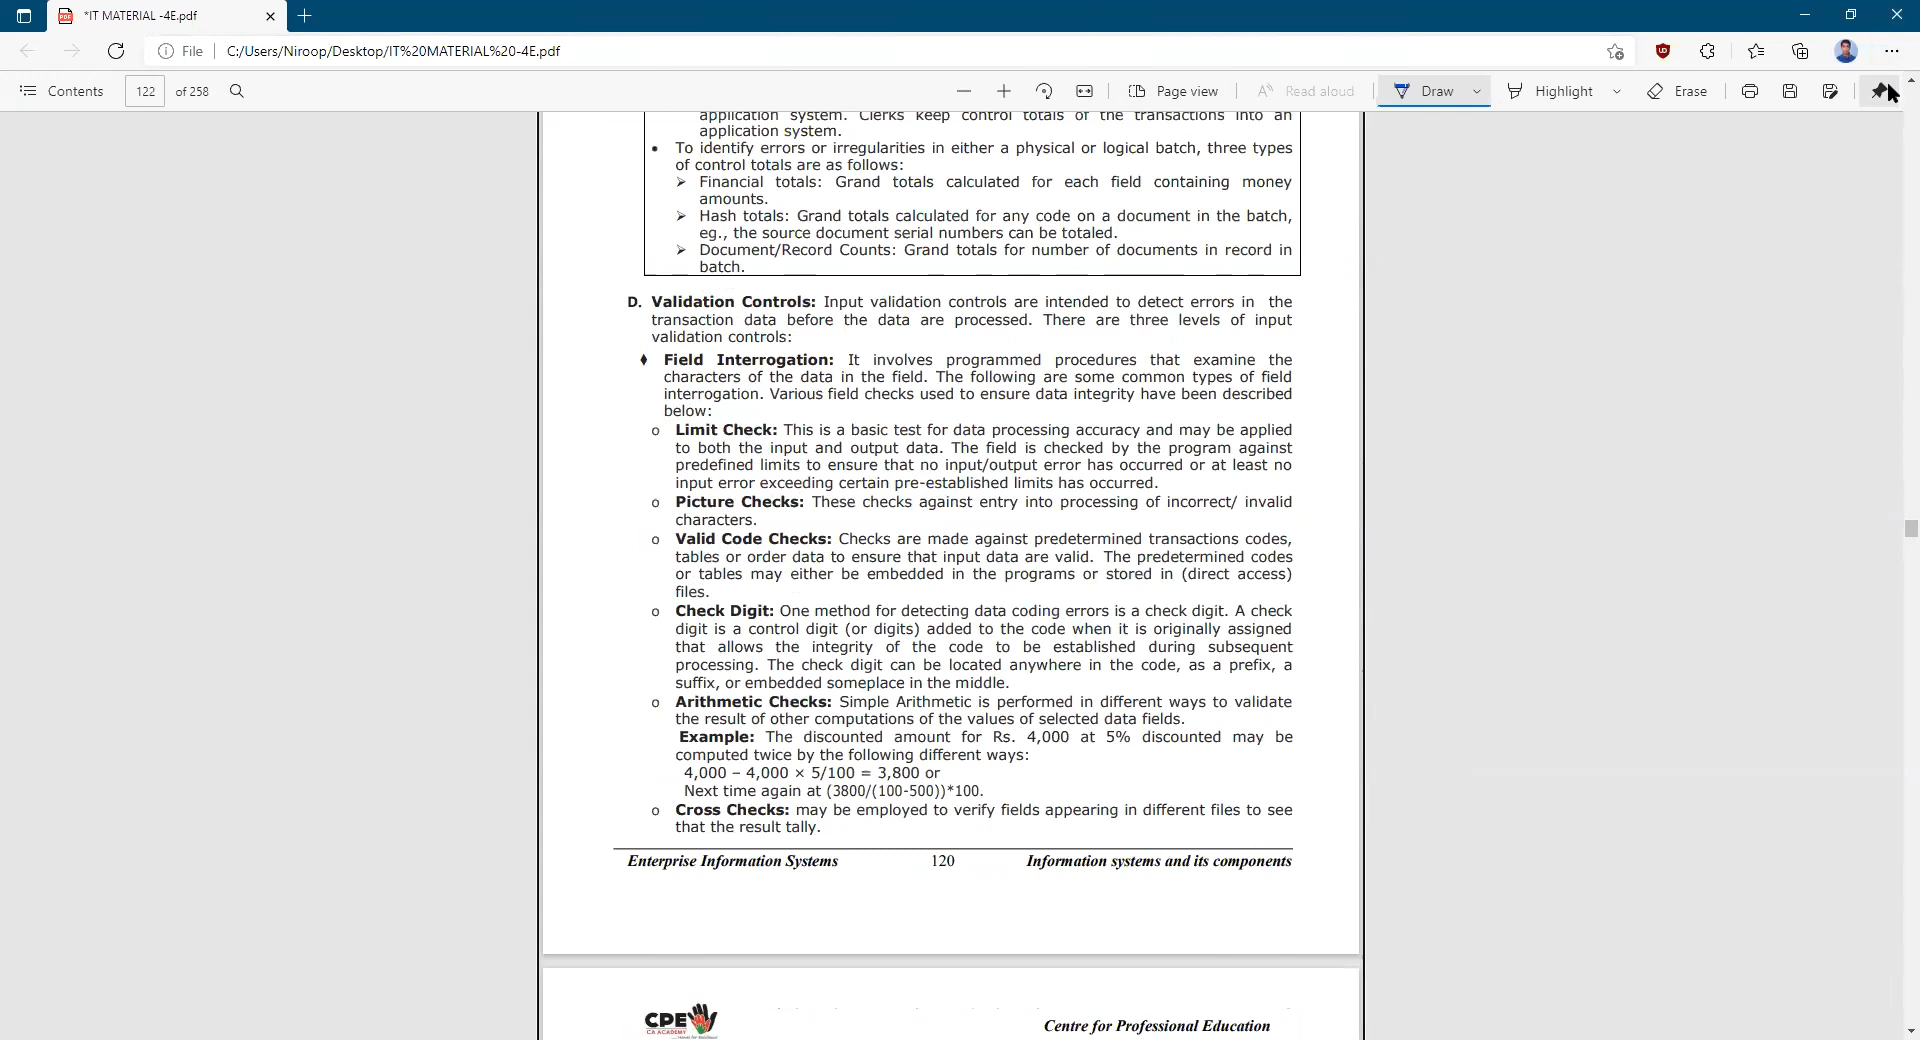 *IT MATERIAL -4E.pdf
File
C:/Users/Niroop/Desktop/IT%20MATERIAL%20-4E.pdf
Contents
122
of 258
Page view
Read aloud
Draw
Highlight
Erase
application system. Clerks keep control totals of the transactions into an
application system.
• To identify errors or irregularities in either a physical or logical batch, three types
of control totals are as follows:
➢ Financial totals: Grand totals calculated for each field containing money
amounts.
➢ Hash totals: Grand totals calculated for any code on a document in the batch,
eg., the source document serial numbers can be totaled.
➢ Document/Record Counts: Grand totals for number of documents in record in
batch.
D. Validation Controls: Input validation controls are intended to detect errors in the
transaction data before the data are processed. There are three levels of input
validation controls:
♦ Field Interrogation: It involves programmed procedures that examine the
characters of the data in the field. The following are some common types of field
interrogation. Various field checks used to ensure data integrity have been described
below:
o Limit Check: This is a basic test for data processing accuracy and may be applied
to both the input and output data. The field is checked by the program against
predefined limits to ensure that no input/output error has occurred or at least no
input error exceeding certain pre-established limits has occurred.
o Picture Checks: These checks against entry into processing of incorrect/ invalid
characters.
o Valid Code Checks: Checks are made against predetermined transactions codes,
tables or order data to ensure that input data are valid. The predetermined codes
or tables may either be embedded in the programs or stored in (direct access)
files.
o Check Digit: One method for detecting data coding errors is a check digit. A check
digit is a control digit (or digits) added to the code when it is originally assigned
that allows the integrity of the code to be established during subsequent
processing. The check digit can be located anywhere in the code, as a prefix, a
suffix, or embedded someplace in the middle.
o Arithmetic Checks: Simple Arithmetic is performed in different ways to validate
the result of other computations of the values of selected data fields.
Example: The discounted amount for Rs. 4,000 at 5% discounted may be
computed twice by the following different ways:
4,000 – 4,000 × 5/100 = 3,800 or
Next time again at (3800/(100-500))*100.
o Cross Checks: may be employed to verify fields appearing in different files to see
that the result tally.
Enterprise Information Systems 120 Information systems and its components
CPE
CA ACADEMY
Centre for Professional Education